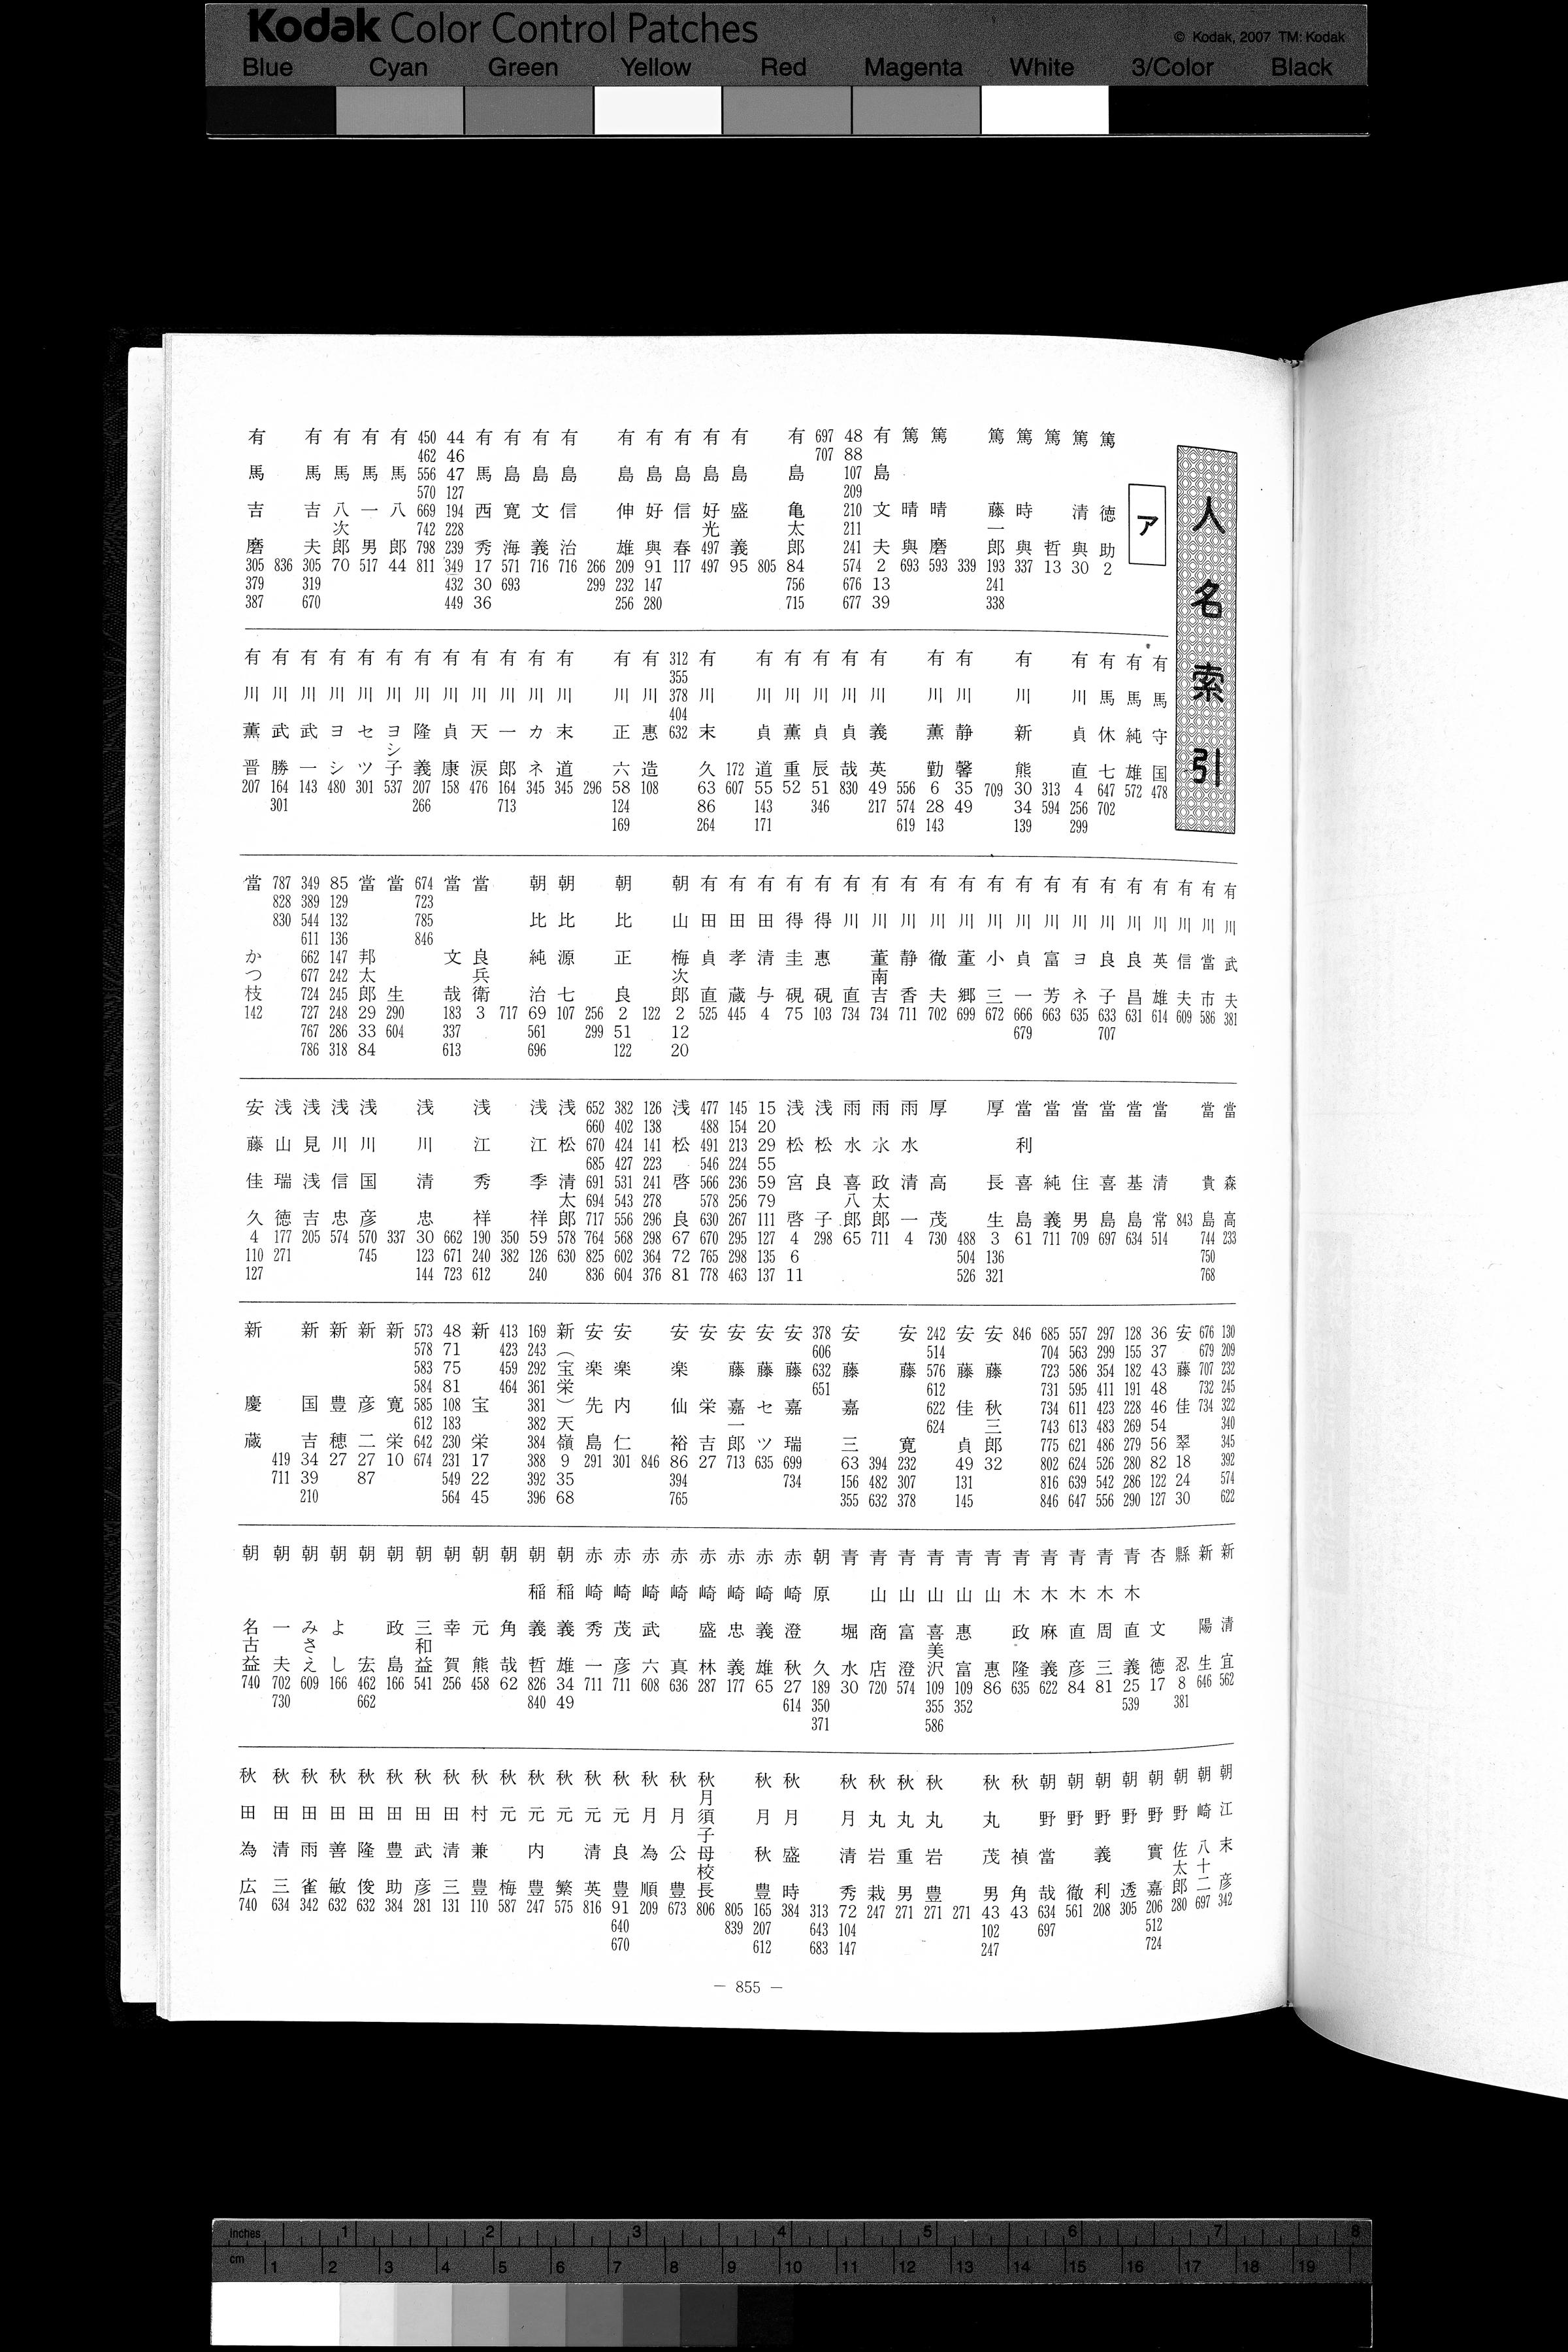 Kodak Color Control Patches
© Kodak, 2007 TM: Kodak
Blue Cyan Green Yellow Red Magenta White 3/Color Black
人名索引
ア
篤徳助 2
篤清與 30
篤哲 13
篤時與 337
篤藤一郎 193 241 338
339
篤晴磨 593
篤晴與 693
有島文夫 2 13 39
48 88 107 209 210 211 241 574 676 677
697 707
有島亀太郎 84 756 715
805
有島盛義 95
有島好光 497 497
有島信春 117
有島好與 91 147 280
有島伸雄 209 232 256
266 299
有島信治 716
有島文義 716
有島寛海 571 693
有馬西秀 17 30 36
44 46 47 127 194 228 239 349 432 449
450 462 556 570 669 742 798 811
有馬八郎 44
有馬一男 517
有馬八次郎 70
有馬吉夫 305 319 670
836
有馬吉磨 305 379 387
有馬守国 478
有馬純雄 572
有馬休七 647 702
有川貞直 4 256 299
313 594
有川新熊 30 34 139
709
有川静馨 35 49
有川薫勤 6 28 143
556 574 619
有川義英 49 217
有川貞哉 830
有川貞辰 51 346
有川薫重 52
有川貞道 55 143 171
172 607
有川末久 63 86 264
312 355 378 404 632
有川惠造 108
有川正六 58 124 169
296
有川末道 345
有川カネ 345
有川一郎 164 713
有川天涙 476
有川貞康 158
有川隆義 207 266
有川ヨシ子 537
有川セツ 301
有川ヨシ 480
有川武一 143
有川武勝 164 301
有川薫晋 207
有川武夫 381
有川當市 586
有川信夫 609
有川英雄 614
有川良昌 631
有川良子 633 707
有川ヨネ 635
有川富芳 663
有川貞一 666 679
有川小三 672
有川董郷 699
有川徹夫 702
有川静香 711
有川董南吉 734
有川直 734
有得惠硯 103
有得圭硯 75
有田清与 4
有田孝蔵 445
有田貞直 525
朝山梅次郎 2 12 20
122
朝比正良 2 51 122
256 299
朝比源七 107
朝比純治 69 561 696
717
當良兵衛 3
當文哉 183 337 613
674 723 785 846
當生 290 604
當邦太郎 29 33 84
85 129 132 136 147 242 245 248 286 318
349 389 544 611 662 677 724 727 767 786
787 828 830
當かつ枝 142
當森高 233
當貴島 744 750 768
843
當清常 514
當基島 634
當喜島 697
當住男 709
當純義 711
當利喜島 61
厚長生 3 136 321
488 504 526
厚高茂 730
雨水清一 4
雨水政太郎 711
雨水喜八郎 65
浅松良子 298
浅松宮啓 4 6 11
15 20 29 55 59 79 111 127 135 137
145 154 213 224 236 256 267 295 298 463
477 488 491 546 566 578 630 670 765 778
浅松啓良 67 72 81
126 138 141 223 241 278 296 298 364 376
382 402 424 427 531 543 556 568 602 604
652 660 670 685 691 694 717 764 825 836
浅松清太郎 578 630
浅江季祥 59 126 240
350 382
浅江秀祥 190 240 612
662 671 723
浅川清忠 30 123 144
337
浅川国彦 570 745
浅川信忠 574
浅見浅吉 205
浅山瑞徳 177 271
安藤佳久 4 110 127
130 209 232 245 322 340 345 392 574 622
676 679 707 732 734
安藤佳翠 18 24 30
36 37 43 48 46 54 56 82 122 127
128 155 182 191 228 269 279 280 286 290
297 299 354 411 423 483 486 526 542 556
557 563 586 595 611 613 621 624 639 647
685 704 723 731 734 743 775 802 816 846
846
安藤秋三郎 32
安藤佳貞 49 131 145
242 514 576 612 622 624
安藤寛 232 307 378
394 482 632
安藤嘉三 63 156 355
378 606 632 651
安藤嘉瑞 699 734
安藤セツ 635
安藤嘉一郎 713
安栄吉 27
安楽仙裕 86 394 765
846
安楽内仁 301
安楽先島 291
新(宝栄)天嶺 9 35 68
169 243 292 361 381 382 384 388 392 396
413 423 459 464
新宝栄 17 22 45
48 71 75 81 108 183 230 231 549 564
573 578 583 584 585 612 642 674
新寛栄 10
新彦二 27 87
新豊穂 27
新国吉 34 39 210
419 711
新慶蔵
新清宜 562
新陽生 646
縣忍 8 381
杏文徳 17
青木直義 25 539
青木周三 81
青木直彦 84
青木麻義 622
青木政隆 635
青山惠 86
青山惠富 109 352
青山喜美沢 109 355 586
青山富澄 574
青山商店 720
青堀水 30
朝原久 189 350 371
赤崎澄秋 27 614
赤崎義雄 65
赤崎忠義 177
赤崎盛林 287
赤崎真 636
赤崎武六 608
赤崎茂彦 711
赤崎秀一 711
朝稲義雄 34 49
朝稲義哲 826 840
朝角哉 62
朝元熊 458
朝幸賀 256
朝三和益 541
朝政島 166
朝宏 462 662
朝よし 166
朝みさえ 609
朝一夫 702 730
朝名古益 740
朝江末彦 342
朝崎八十二 697
朝野佐太郎 280
朝野實嘉 206 512 724
朝野透 305
朝野義利 208
朝野徹 561
朝野當哉 634 697
秋禎角 43
秋丸茂男 43 102 247
271
秋丸岩豊 271
秋丸重男 271
秋丸岩栽 247
秋月清秀 72 104 147
313 643 683
秋月盛時 384
秋月秋豊 165 207 612
805 839
秋月須子母校長 806
秋月公豊 673
秋月為順 209
秋元良豊 91 640 670
秋元清英 816
秋元繁 575
秋元内豊 247
秋元梅 587
秋村兼豊 110
秋田清三 131
秋田武彦 281
秋田豊助 384
秋田隆俊 632
秋田善敏 632
秋田雨雀 342
秋田清三 634
秋田為広 740
— 855 —
inches 1 2 3 4 5 6 7 8
cm 1 2 3 4 5 6 7 8 9 10 11 12 13 14 15 16 17 18 19